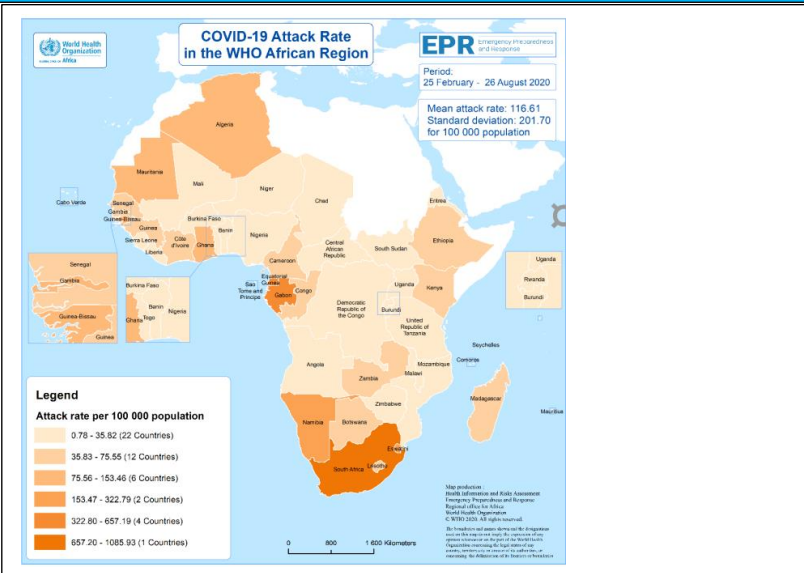 World Health
Organization
Africa
COVID-19 Attack Rate
in the WHO African Region
EPR
Emergency Preparedness
and Response
Period:
25 February - 26 August 2020
Mean attack rate: 116.61
Standard deviation: 201.70
for 100 000 population
Algeria
Mauritania
Mali
Niger
Chad
Eritrea
Cabo Verde
Senegal
Gambia
Guinea-Bissau
Guinea
Sierra Leone
Liberia
Côte
d'Ivoire
Burkina Faso
Ghana
Benin
Nigeria
Cameroon
Central
African
Republic
South Sudan
Ethiopia
Equatorial
Guinea
Sao
Tome and
Principe
Gabon
Congo
Democratic
Republic of
the Congo
Uganda
Kenya
Burundi
United
Republic of
Tanzania
Seychelles
Comoros
Angola
Zambia
Malawi
Mozambique
Zimbabwe
Madagascar
Mauritius
Namibia
Botswana
Eswatini
South Africa
Lesotho
Senegal
Gambia
Guinea-Bissau
Guinea
Burkina Faso
Benin
Ghana
Togo
Nigeria
Uganda
Rwanda
Burundi
Legend
Attack rate per 100 000 population
0.78 - 35.82 (22 Countries)
35.83 - 75.55 (12 Countries)
75.56 - 153.46 (6 Countries)
153.47 - 322.79 (2 Countries)
322.80 - 657.19 (4 Countries)
657.20 - 1085.93 (1 Countries)
0 800 1 600 Kilometers
Map production :
Health Information and Risks Assessment
Emergency Preparedness and Response
Regional office for Africa
World Health Organization
© WHO 2020. All rights reserved.